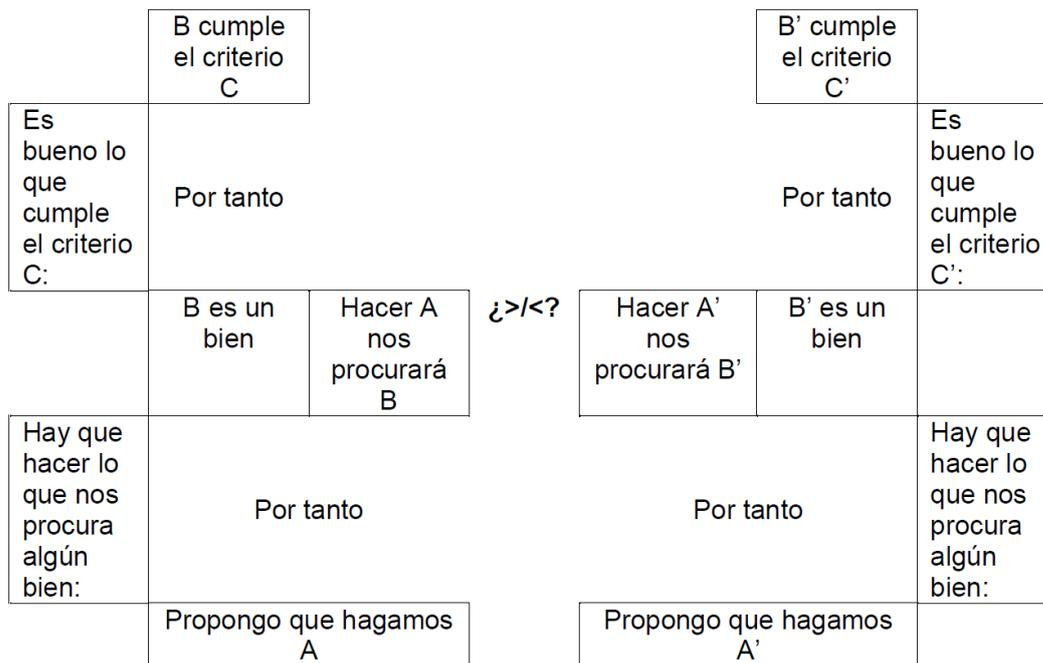 B cumple
el criterio
C
B’ cumple
el criterio
C’
Es
bueno lo
que
cumple
el criterio
C:
Por tanto
Por tanto
Es
bueno lo
que
cumple
el criterio
C’:
B es un
bien
Hacer A
nos
procurará
B
¿>/<?
Hacer A’
nos
procurará B’
B’ es un
bien
Hay que
hacer lo
que nos
procura
algún
bien:
Por tanto
Por tanto
Hay que
hacer lo
que nos
procura
algún
bien:
Propongo que hagamos
A
Propongo que hagamos
A’